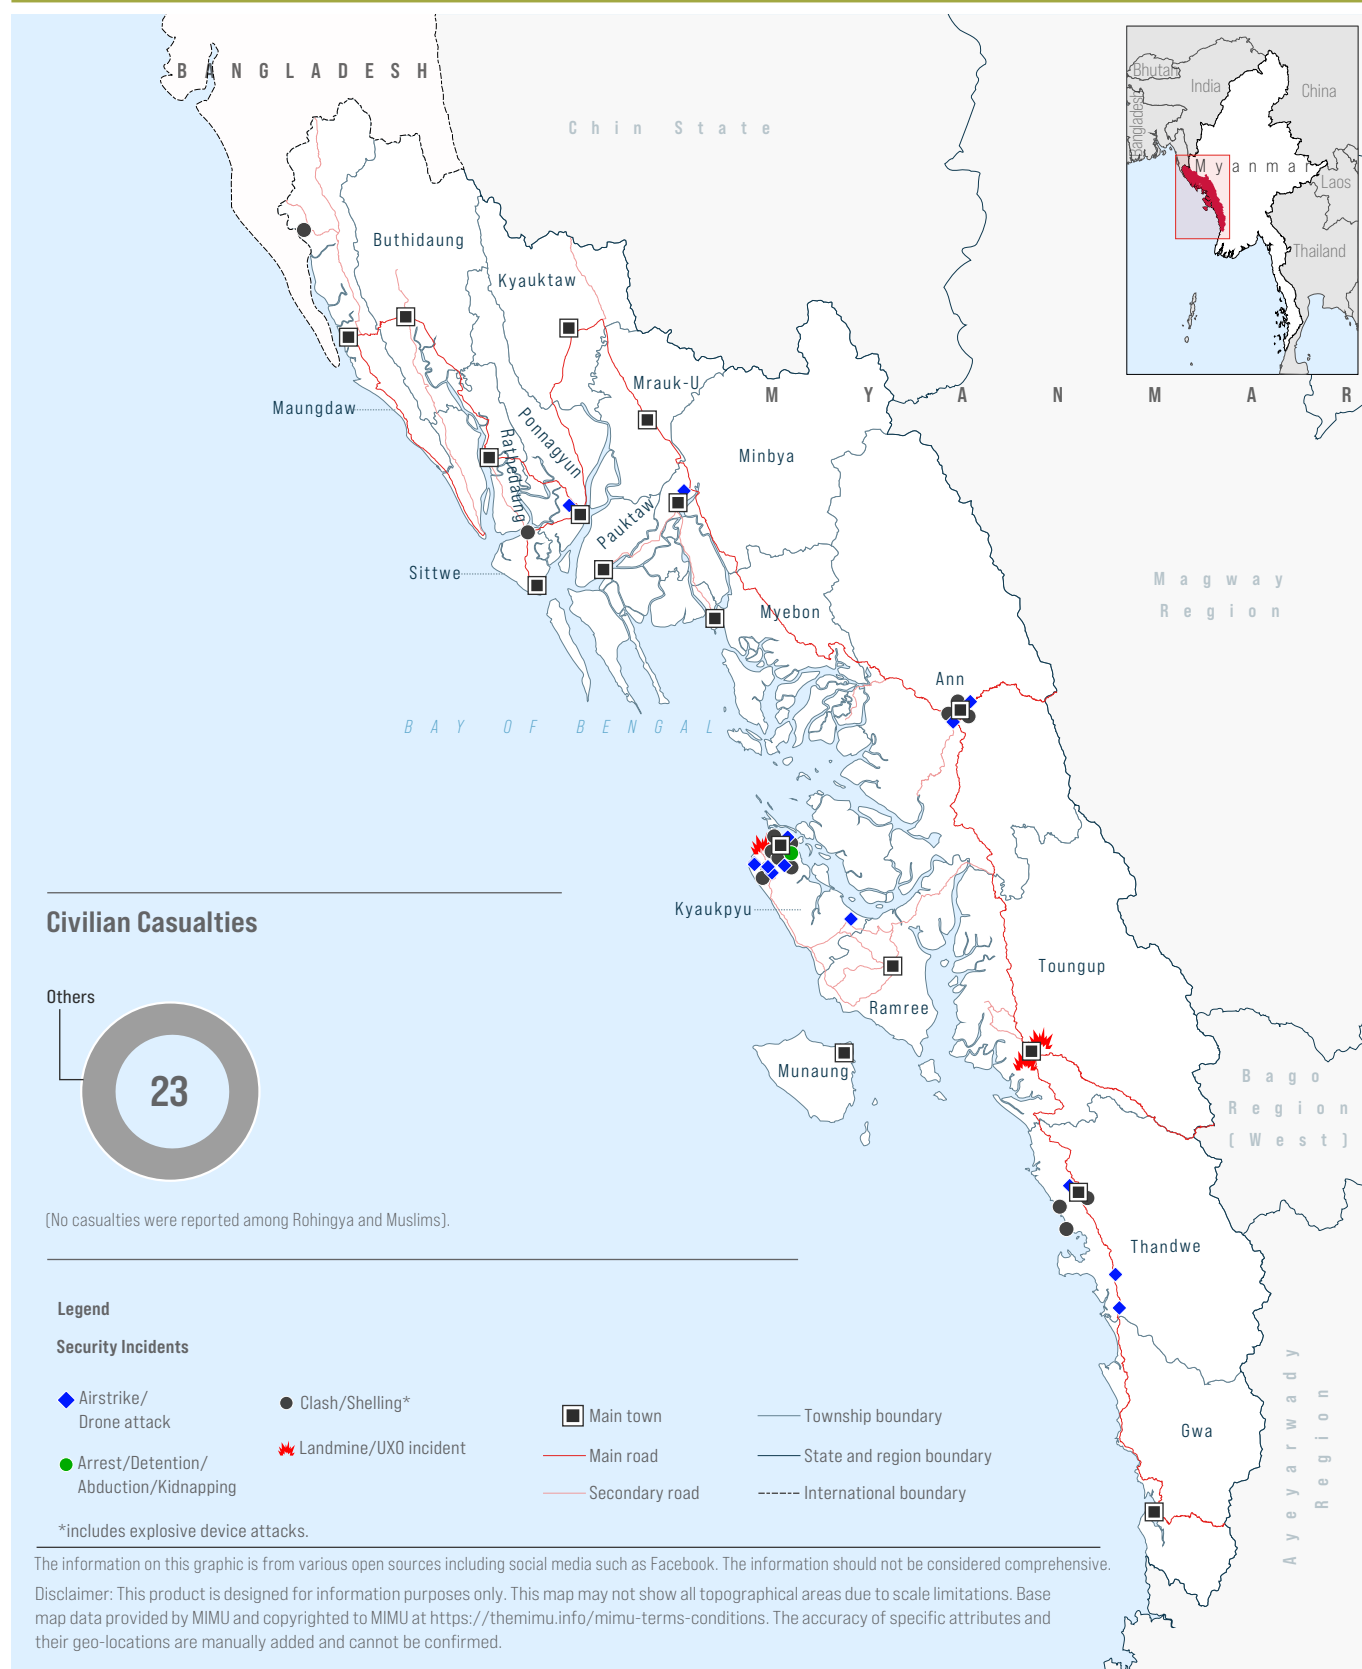 BANGLADESH
Chin State
Bhutan
India
China
Bangladesh
Myanmar
Laos
Thailand
Buthidaung
Kyauktaw
Mrauk-U
MYANMAR
Maungdaw
Ponnagyun
Rathedaung
Minbya
Pauktaw
Sittwe
Magway
Region
Myebon
Ann
BAY OF BENGAL
Kyaukpyu
Toungup
Ramree
Munaung
Bago
Region
(West)
Thandwe
Gwa
Ayeyarwady
Region
Civilian Casualties
Others
23
(No casualties were reported among Rohingya and Muslims).
Legend
Security Incidents
Airstrike/
Drone attack
Arrest/Detention/
Abduction/Kidnapping
Clash/Shelling*
Landmine/UXO incident
Main town
Main road
Secondary road
Township boundary
State and region boundary
International boundary
*includes explosive device attacks.
The information on this graphic is from various open sources including social media such as Facebook. The information should not be considered comprehensive.
Disclaimer: This product is designed for information purposes only. This map may not show all topographical areas due to scale limitations. Base
map data provided by MIMU and copyrighted to MIMU at https://themimu.info/mimu-terms-conditions. The accuracy of specific attributes and
their geo-locations are manually added and cannot be confirmed.